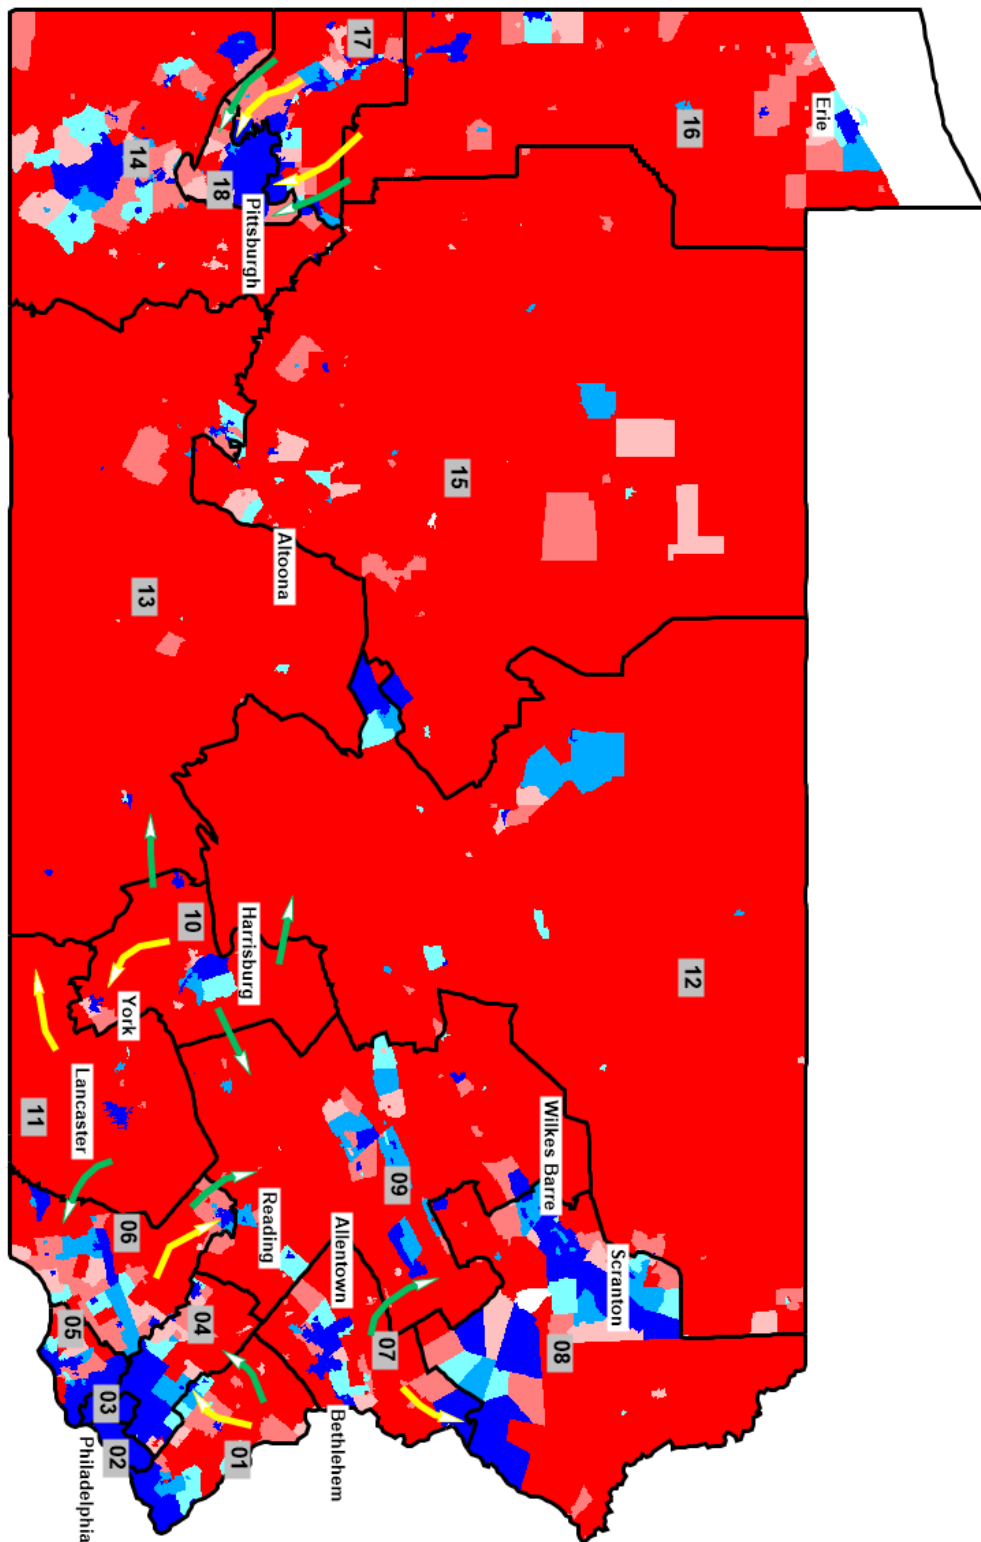 Erie
16
17
14
18
Pittsburgh
15
Altoona
13
12
Harrisburg
10
York
Lancaster
11
09
Wilkes Barre
Scranton
08
Reading
Allentown
07
06
05
04
03
02
01
Philadelphia
Bethlehem